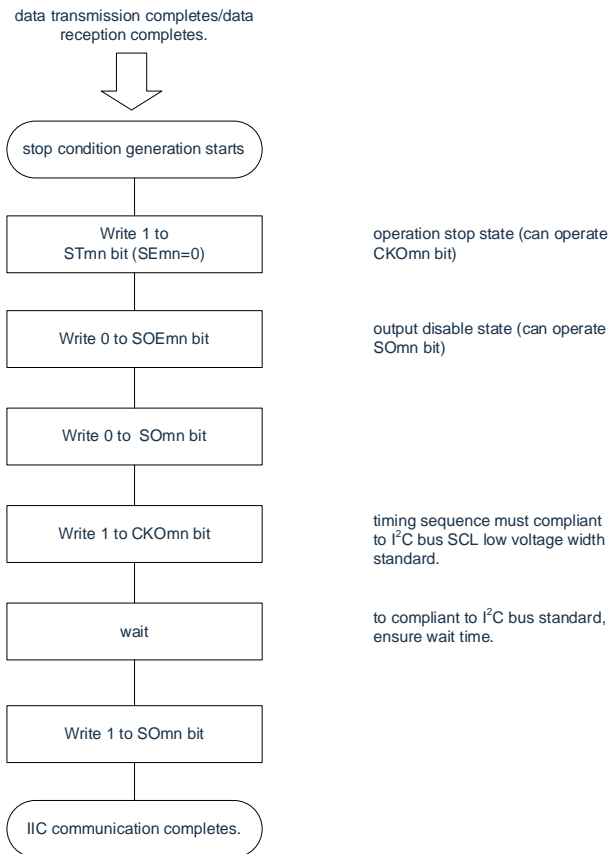 data transmission completes/data
reception completes.
stop condition generation starts
Write 1 to
STmn bit (SEmn=0)
operation stop state (can operate
CKOmn bit)
Write 0 to SOEmn bit
output disable state (can operate
SOmn bit)
Write 0 to  SOmn bit
Write 1 to CKOmn bit
timing sequence must compliant
to I²C bus SCL low voltage width
standard.
wait
to compliant to I²C bus standard,
ensure wait time.
Write 1 to SOmn bit
IIC communication completes.